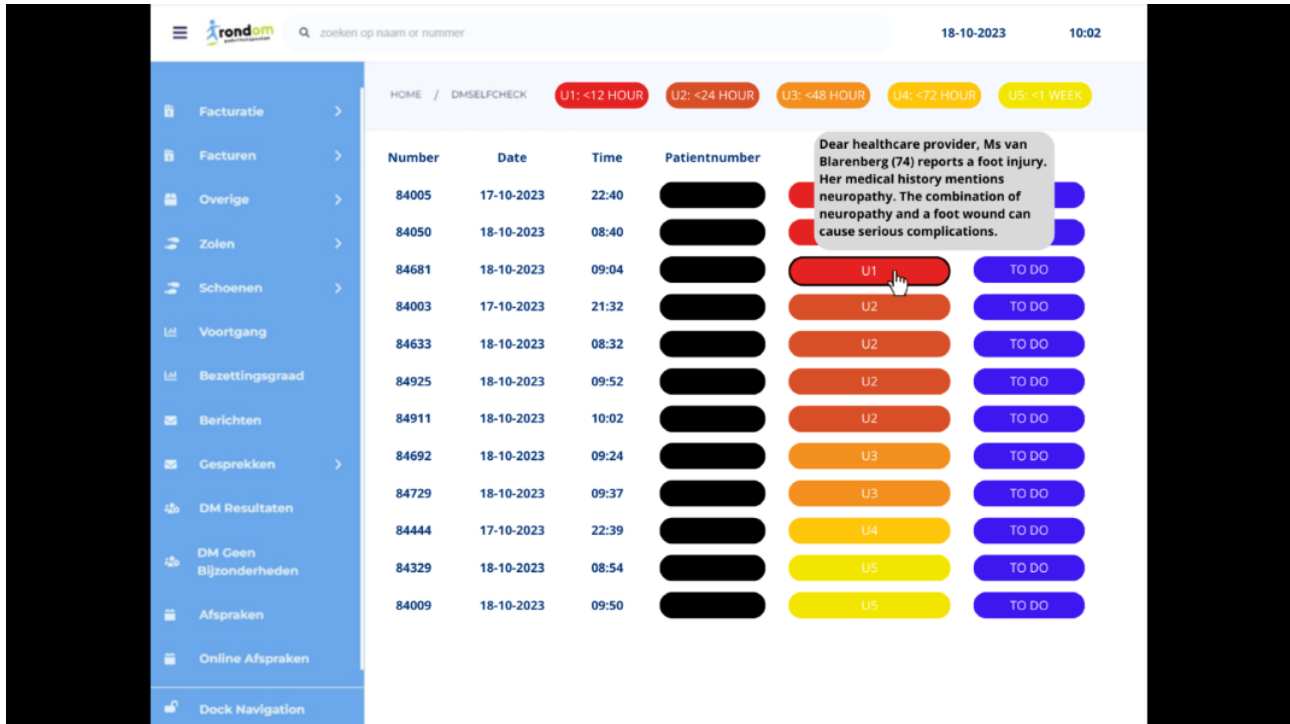 rondom
zoeken op naam or nummer
18-10-2023
10:02
Facturatie
Facturen
Overige
Zolen
Schoenen
Voortgang
Bezettingsgraad
Berichten
Gesprekken
DM Resultaten
DM Geen
Bijzonderheden
Afspraken
Online Afspraken
Dock Navigation
HOME / DMSELFCHECK
U1: <12 HOUR
U2: <24 HOUR
U3: <48 HOUR
U4: <72 HOUR
U5: <1 WEEK
Dear healthcare provider, Ms van
Blarenberg (74) reports a foot injury.
Her medical history mentions
neuropathy. The combination of
neuropathy and a foot wound can
cause serious complications.
Number Date Time Patientnumber
84005 17-10-2023 22:40
84050 18-10-2023 08:40
84681 18-10-2023 09:04 U1 TO DO
84003 17-10-2023 21:32 U2 TO DO
84633 18-10-2023 08:32 U2 TO DO
84925 18-10-2023 09:52 U2 TO DO
84911 18-10-2023 10:02 U2 TO DO
84692 18-10-2023 09:24 U3 TO DO
84729 18-10-2023 09:37 U3 TO DO
84444 17-10-2023 22:39 U4 TO DO
84329 18-10-2023 08:54 U5 TO DO
84009 18-10-2023 09:50 U5 TO DO